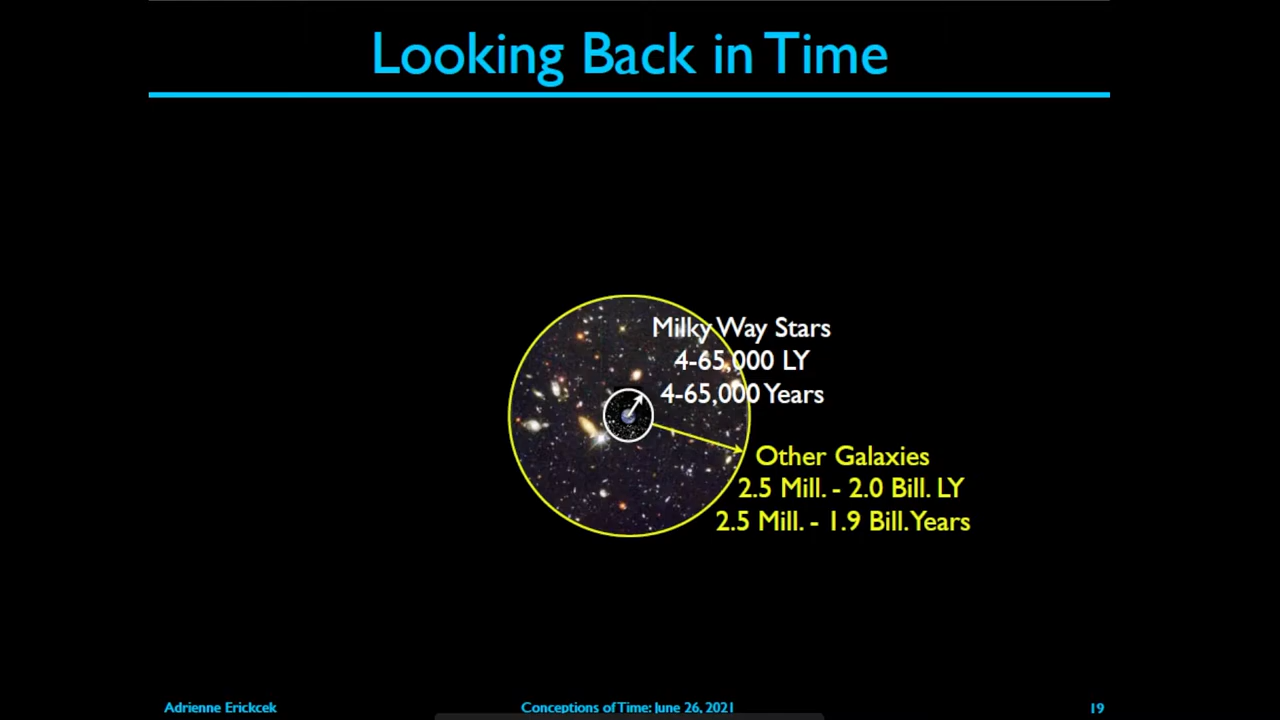 Looking Back in Time
Milky Way Stars
4-65,000 LY
4-65,000 Years
Other Galaxies
2.5 Mill. - 2.0 Bill. LY
2.5 Mill. - 1.9 Bill. Years
Adrienne Erickcek
Conceptions of Time: June 26, 2021
19